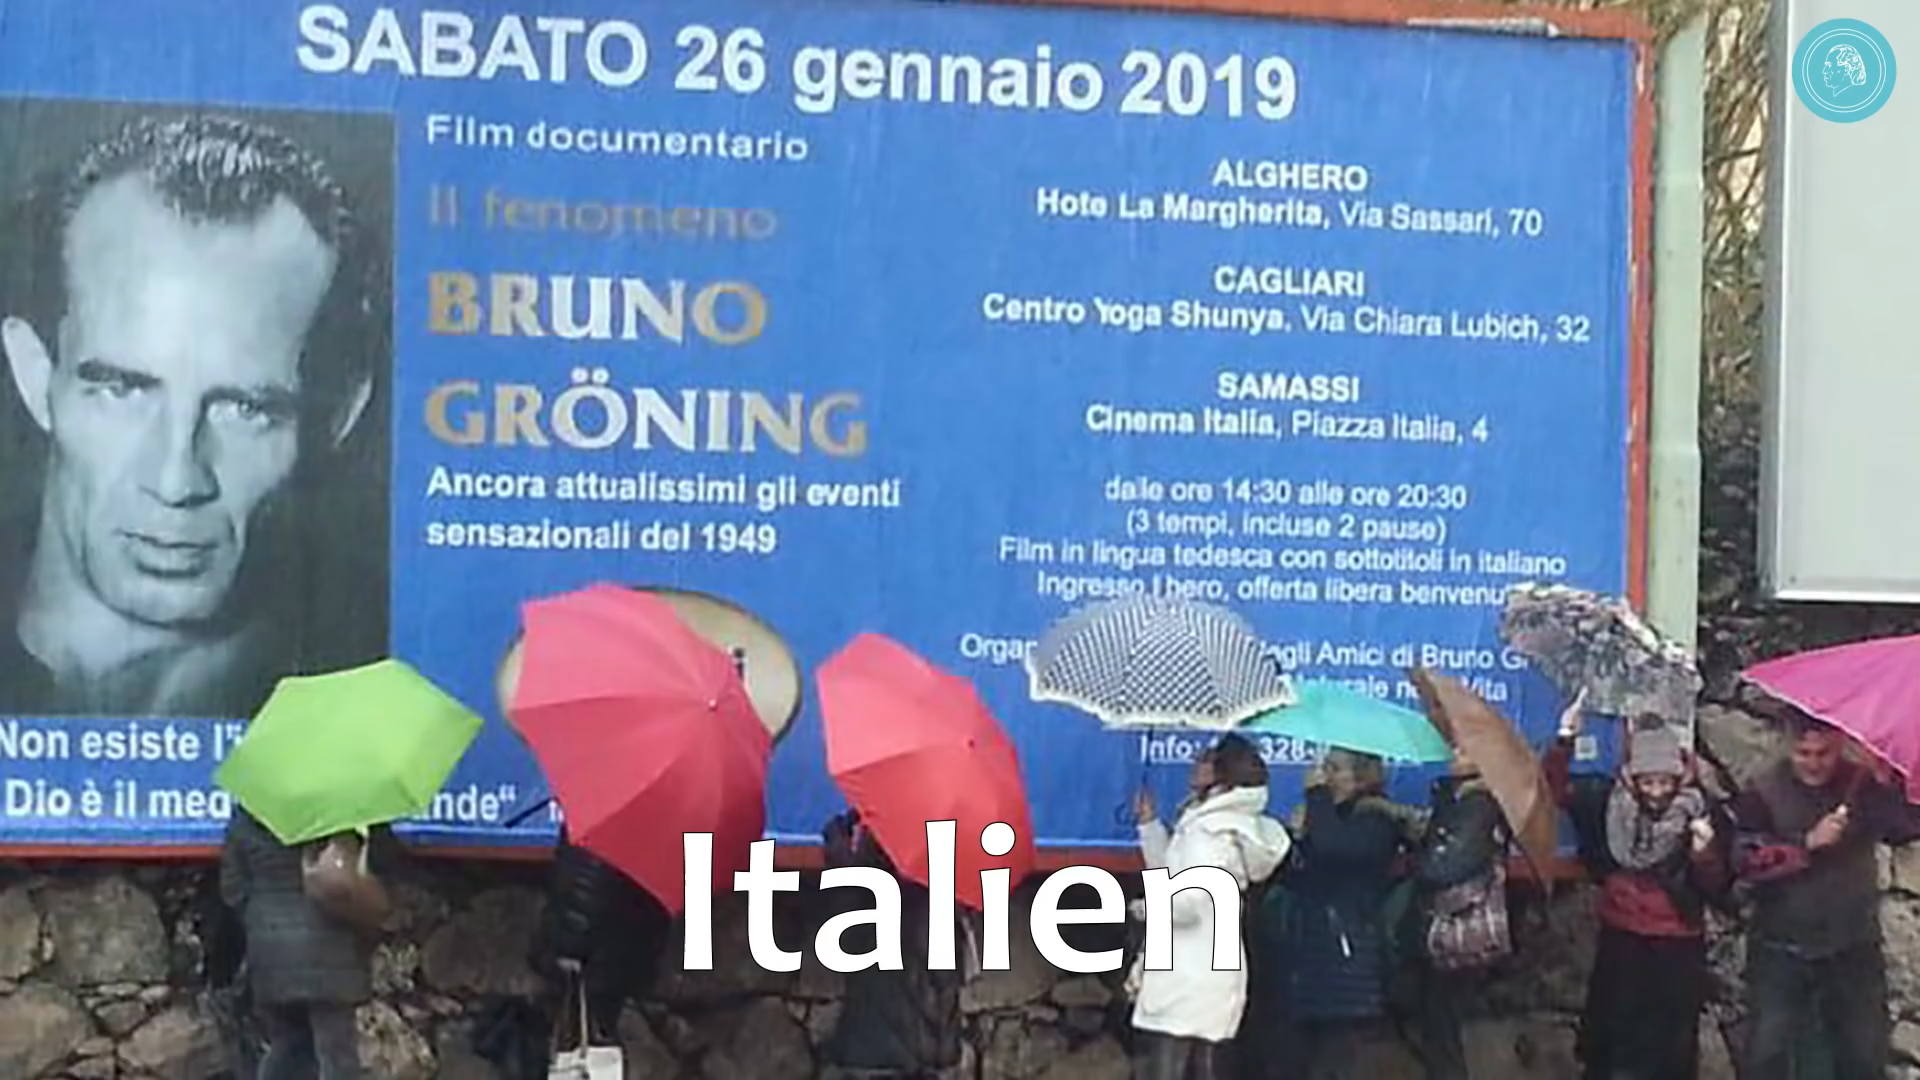 SABATO 26 gennaio 2019
Film documentario
Il fenomeno
BRUNO
GRÖNING
Ancora attualissimi gli eventi
sensazionali del 1949
Non esiste
Dio è il
ALGHERO
Hote La Margherita, Via Sassari, 70
CAGLIARI
Centro Yoga Shunya, Via Chiara Lubich, 32
SAMASSI
Cinema Italia, Piazza Italia, 4
dalle ore 14:30 alle ore 20:30
(3 tempi, incluse 2 pause)
Film in lingua tedesca con sottotitoli in italiano
Ingresso libero, offerta libera
Amici di Bruno
Vita
Info:
Italien